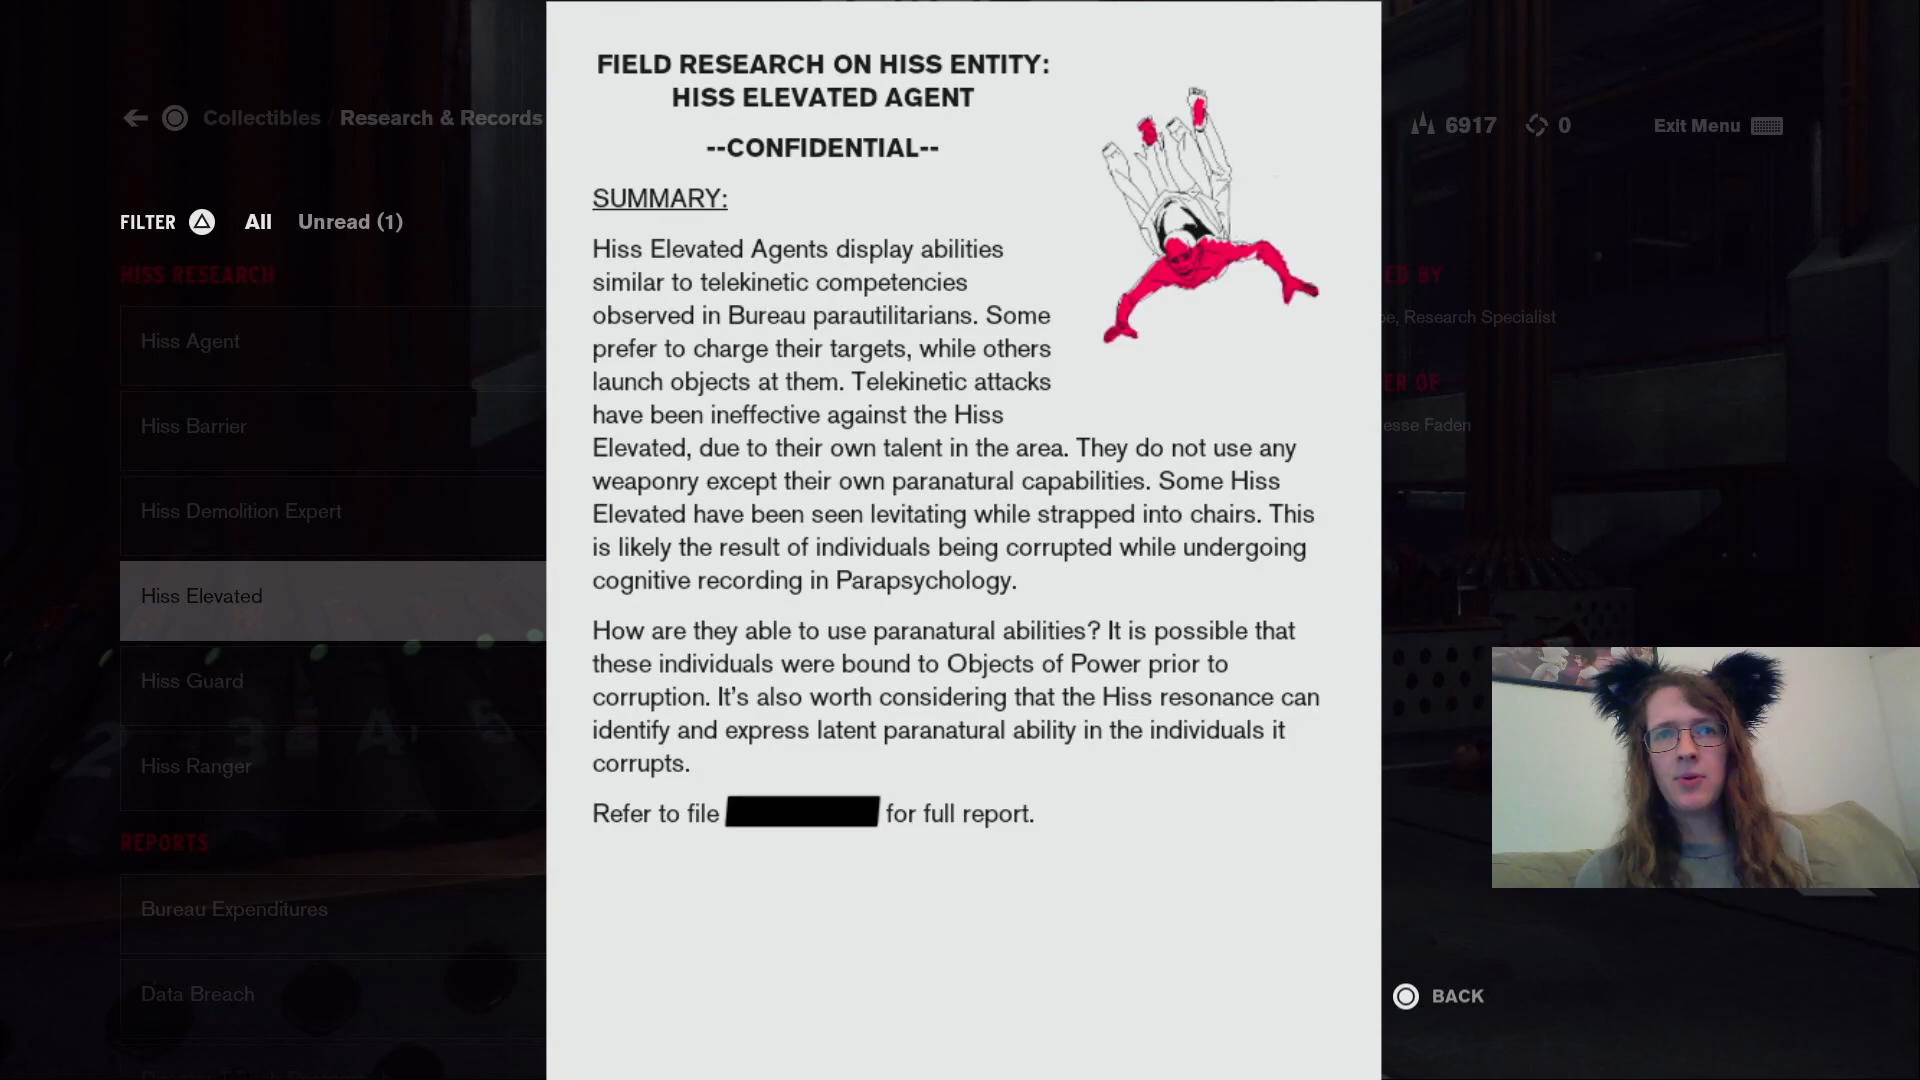 FIELD RESEARCH ON HISS ENTITY:
HISS ELEVATED AGENT
--CONFIDENTIAL--
SUMMARY:
Hiss Elevated Agents display abilities
similar to telekinetic competencies
observed in Bureau parautilitarians. Some
prefer to charge their targets, while others
launch objects at them. Telekinetic attacks
have been ineffective against the Hiss
Elevated, due to their own talent in the area. They do not use any
weaponry except their own paranatural capabilities. Some Hiss
Elevated have been seen levitating while strapped into chairs. This
is likely the result of individuals being corrupted while undergoing
cognitive recording in Parapsychology.
How are they able to use paranatural abilities? It is possible that
these individuals were bound to Objects of Power prior to
corruption. It's also worth considering that the Hiss resonance can
identify and express latent paranatural ability in the individuals it
corrupts.
Refer to file for full report.
Collectibles / Research & Records
FILTER All Unread (1)
HISS RESEARCH
Hiss Agent
Hiss Barrier
Hiss Demolition Expert
Hiss Elevated
Hiss Guard
Hiss Ranger
REPORTS
Bureau Expenditures
Data Breach
6917 0 Exit Menu
ED BY
Research Specialist
ER OF
esse Faden
BACK
2 3 4 5